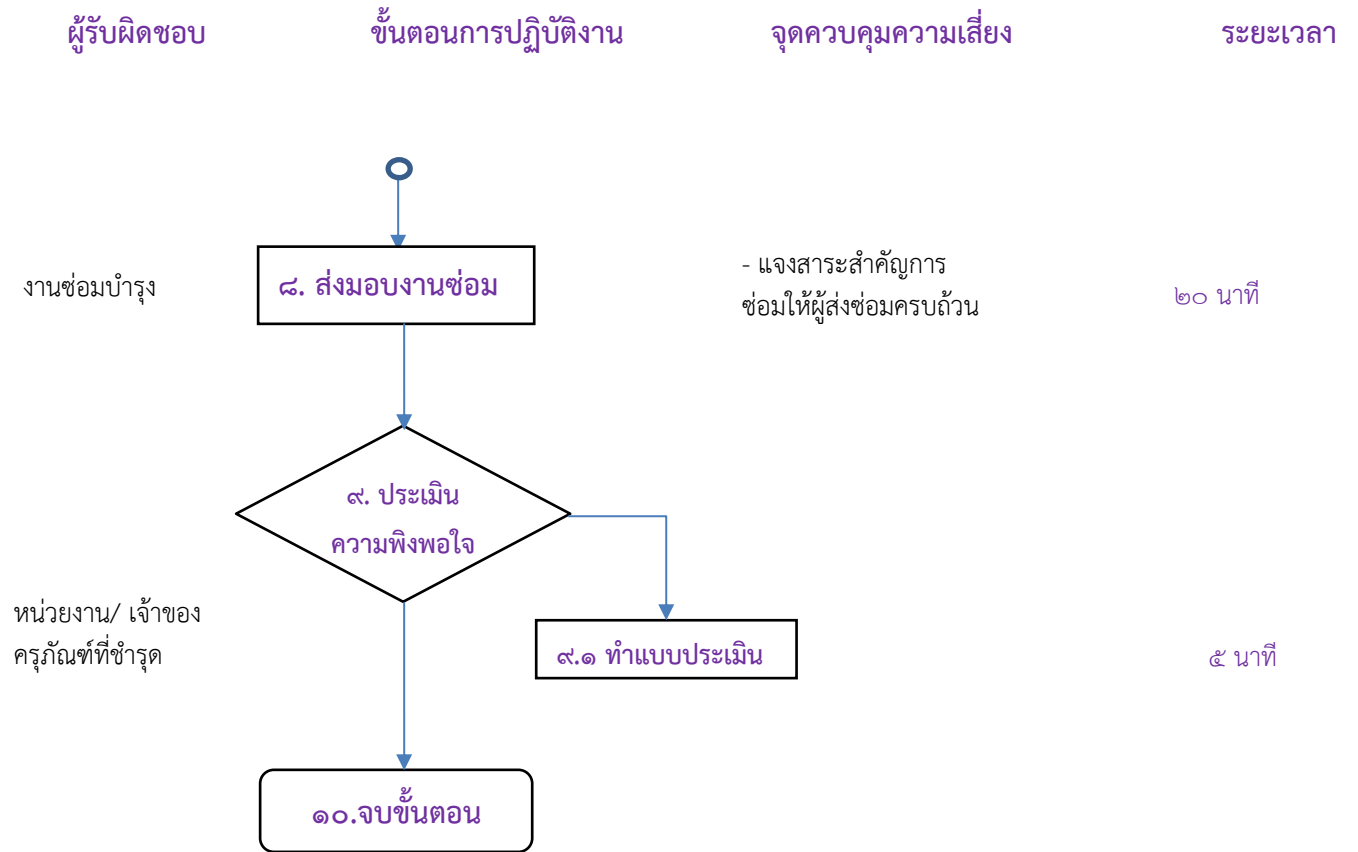 ผู้รับผิดชอบ ขั้นตอนการปฏิบัติงาน จุดควบคุมความเสี่ยง ระยะเวลา
งานซ่อมบำรุง
๘. ส่งมอบงานซ่อม
- แจงสาระสำคัญการ
ซ่อมให้ผู้ส่งซ่อมครบถ้วน
๒๐ นาที
๙. ประเมิน
ความพึงพอใจ
หน่วยงาน/ เจ้าของ
ครุภัณฑ์ที่ชำรุด
๙.๑ ทำแบบประเมิน
๕ นาที
๑๐.จบขั้นตอน